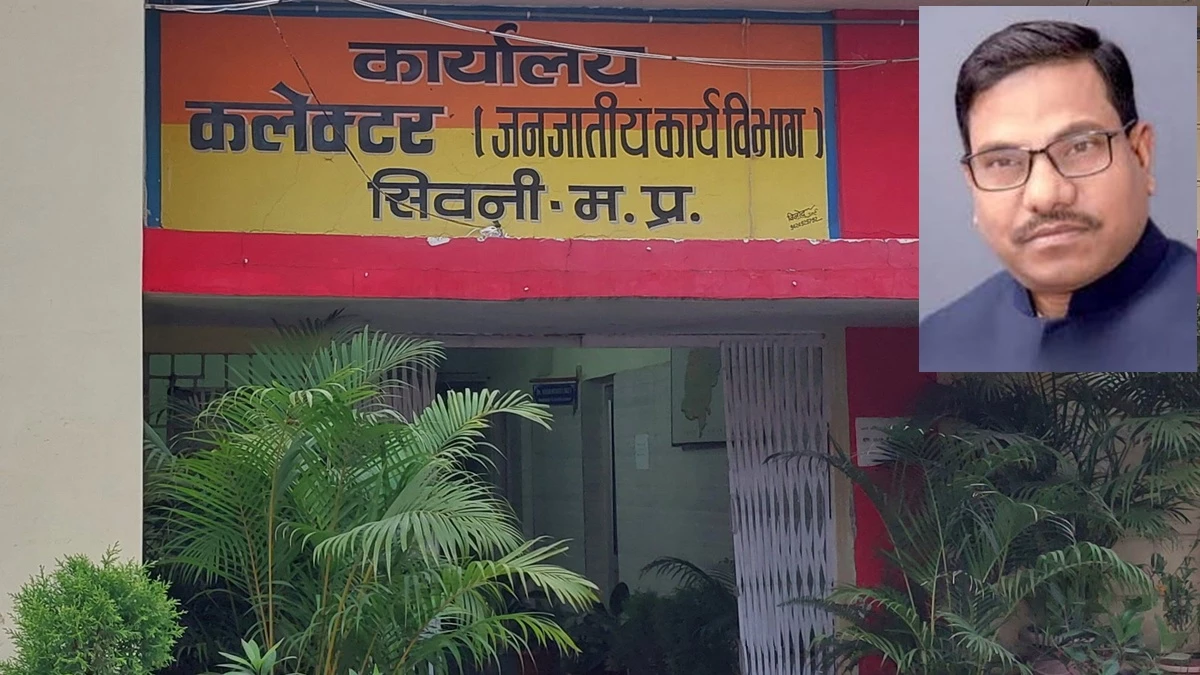 कार्यालय
कलेक्टर (जनजातीय कार्य विभाग)
सिवनी・म. प्र.